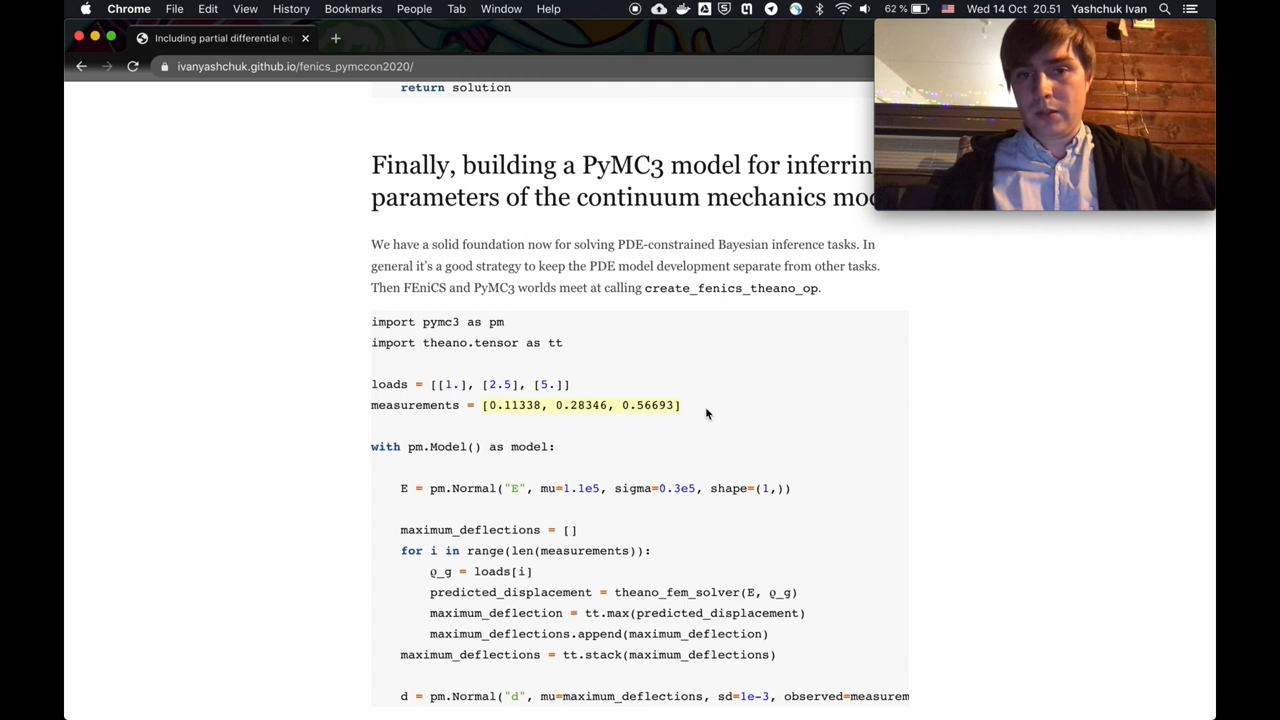 Chrome File Edit View History Bookmarks People Tab Window Help 62 % Wed 14 Oct 20.51 Yashchuk Ivan
Including partial differential eq
ivanyashchuk.github.io/fenics_pymccon2020/
return solution
Finally, building a PyMC3 model for inferrin
parameters of the continuum mechanics mo
We have a solid foundation now for solving PDE-constrained Bayesian inference tasks. In
general it's a good strategy to keep the PDE model development separate from other tasks.
Then FEniCS and PyMC3 worlds meet at calling create_fenics_theano_op.
import pymc3 as pm
import theano.tensor as tt
loads = [[1.], [2.5], [5.]]
measurements = [0.11338, 0.28346, 0.56693]
with pm.Model() as model:
E = pm.Normal("E", mu=1.1e5, sigma=0.3e5, shape=(1,))
maximum_deflections = []
for i in range(len(measurements)):
ϱ_g = loads[i]
predicted_displacement = theano_fem_solver(E, ϱ_g)
maximum_deflection = tt.max(predicted_displacement)
maximum_deflections.append(maximum_deflection)
maximum_deflections = tt.stack(maximum_deflections)
d = pm.Normal("d", mu=maximum_deflections, sd=1e-3, observed=measurem